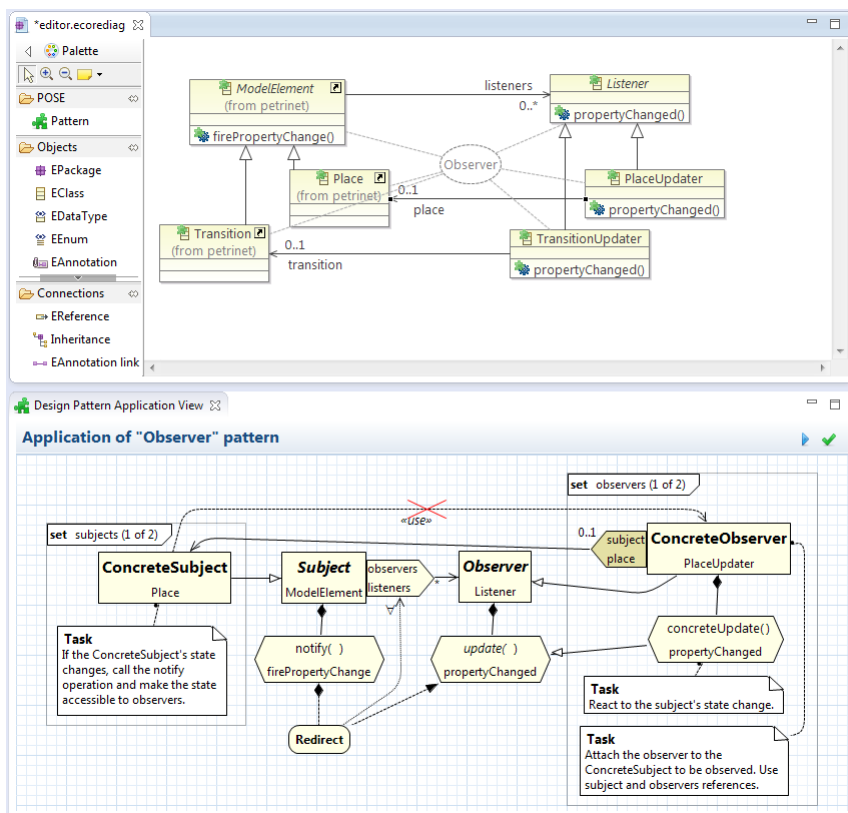 *editor.ecorediag
Palette
POSE
Pattern
Objects
EPackage
EClass
EDataType
EEnum
EAnnotation
Connections
EReference
Inheritance
EAnnotation link
ModelElement
(from petrinet)
firePropertyChange()
listeners
0..*
Listener
propertyChanged()
Observer
Place
(from petrinet)
0..1
place
PlaceUpdater
propertyChanged()
Transition
(from petrinet)
0..1
transition
TransitionUpdater
propertyChanged()
Design Pattern Application View
Application of "Observer" pattern
set observers (1 of 2)
set subjects (1 of 2)
«use»
0..1
subject
place
ConcreteObserver
PlaceUpdater
ConcreteSubject
Place
Subject
ModelElement
observers
listeners
*
Observer
Listener
∀
Task
If the ConcreteSubject's state
changes, call the notify
operation and make the state
accessible to observers.
notify( )
firePropertyChange
update( )
propertyChanged
concreteUpdate()
propertyChanged
Task
React to the subject's state change.
Redirect
Task
Attach the observer to the
ConcreteSubject to be observed. Use
subject and observers references.